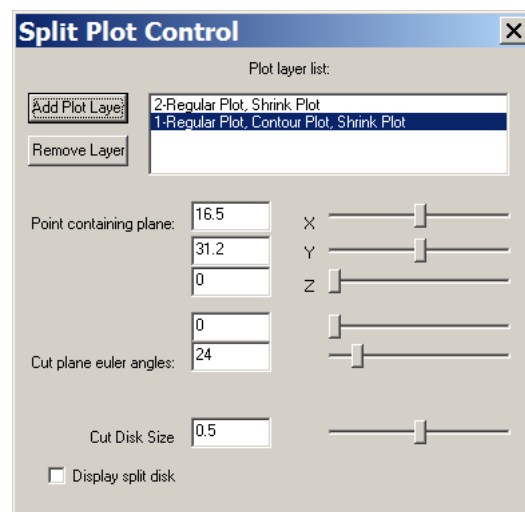 Split Plot Control
Plot layer list:
Add Plot Laye
2-Regular Plot, Shrink Plot
1-Regular Plot, Contour Plot, Shrink Plot
Remove Layer
Point containing plane:
16.5
X
31.2
Y
0
Z
0
Cut plane euler angles:
24
Cut Disk Size
0.5
Display split disk